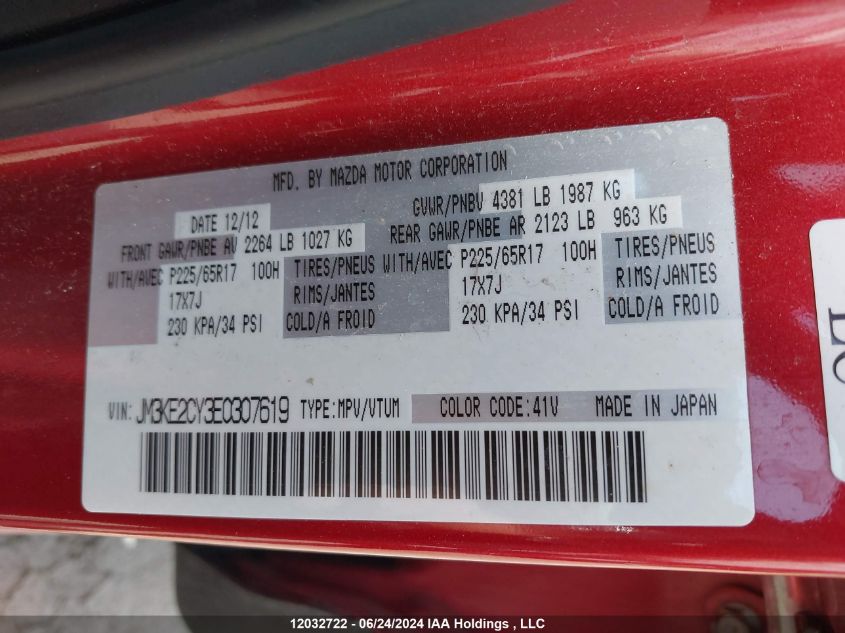 MFD. BY MAZDA MOTOR CORPORATION
DATE 12/12 GVWR/PNBV 4381 LB 1987 KG
FRONT GAWR/PNBE AV 2264 LB 1027 KG REAR GAWR/PNBE AR 2123 LB 963 KG
WITH/AVEC P225/65R17 100H TIRES/PNEUS WITH/AVEC P225/65R17 100H TIRES/PNEUS
17X7J RIMS/JANTES 17X7J RIMS/JANTES
230 KPA/34 PSI COLD/A FROID 230 KPA/34 PSI COLD/A FROID
VIN: JM3KE2CY3E0307619 TYPE:MPV/VTUM COLOR CODE:41V MADE IN JAPAN
12032722 - 06/24/2024 IAA Holdings , LLC